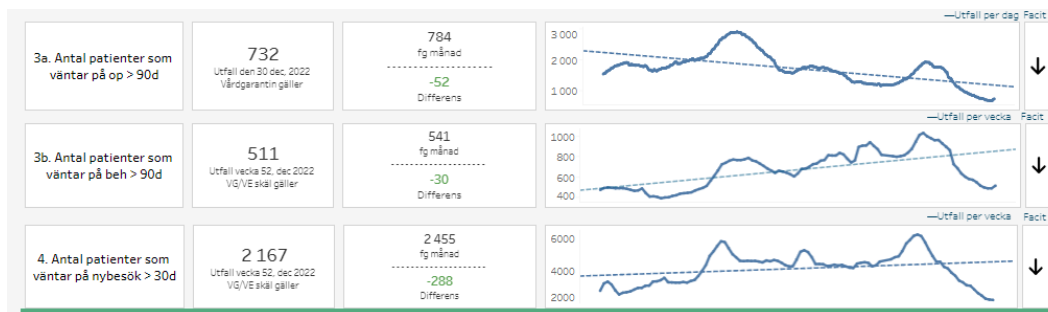 —Utfall per dag Facit
3a. Antal patienter som
väntar på op > 90d
732
Utfall den 30 dec, 2022
Vårdgarantin gäller
784
fg månad
-52
Differens
3 000
2 000
1 000
—Utfall per vecka Facit
3b. Antal patienter som
väntar på beh > 90d
511
Utfall vecka 52, dec 2022
VG/VE skäl gäller
541
fg månad
-30
Differens
1000
800
600
400
—Utfall per vecka Facit
4. Antal patienter som
väntar på nybesök > 30d
2 167
Utfall vecka 52, dec 2022
VG/VE skäl gäller
2 455
fg månad
-288
Differens
6000
4000
2000